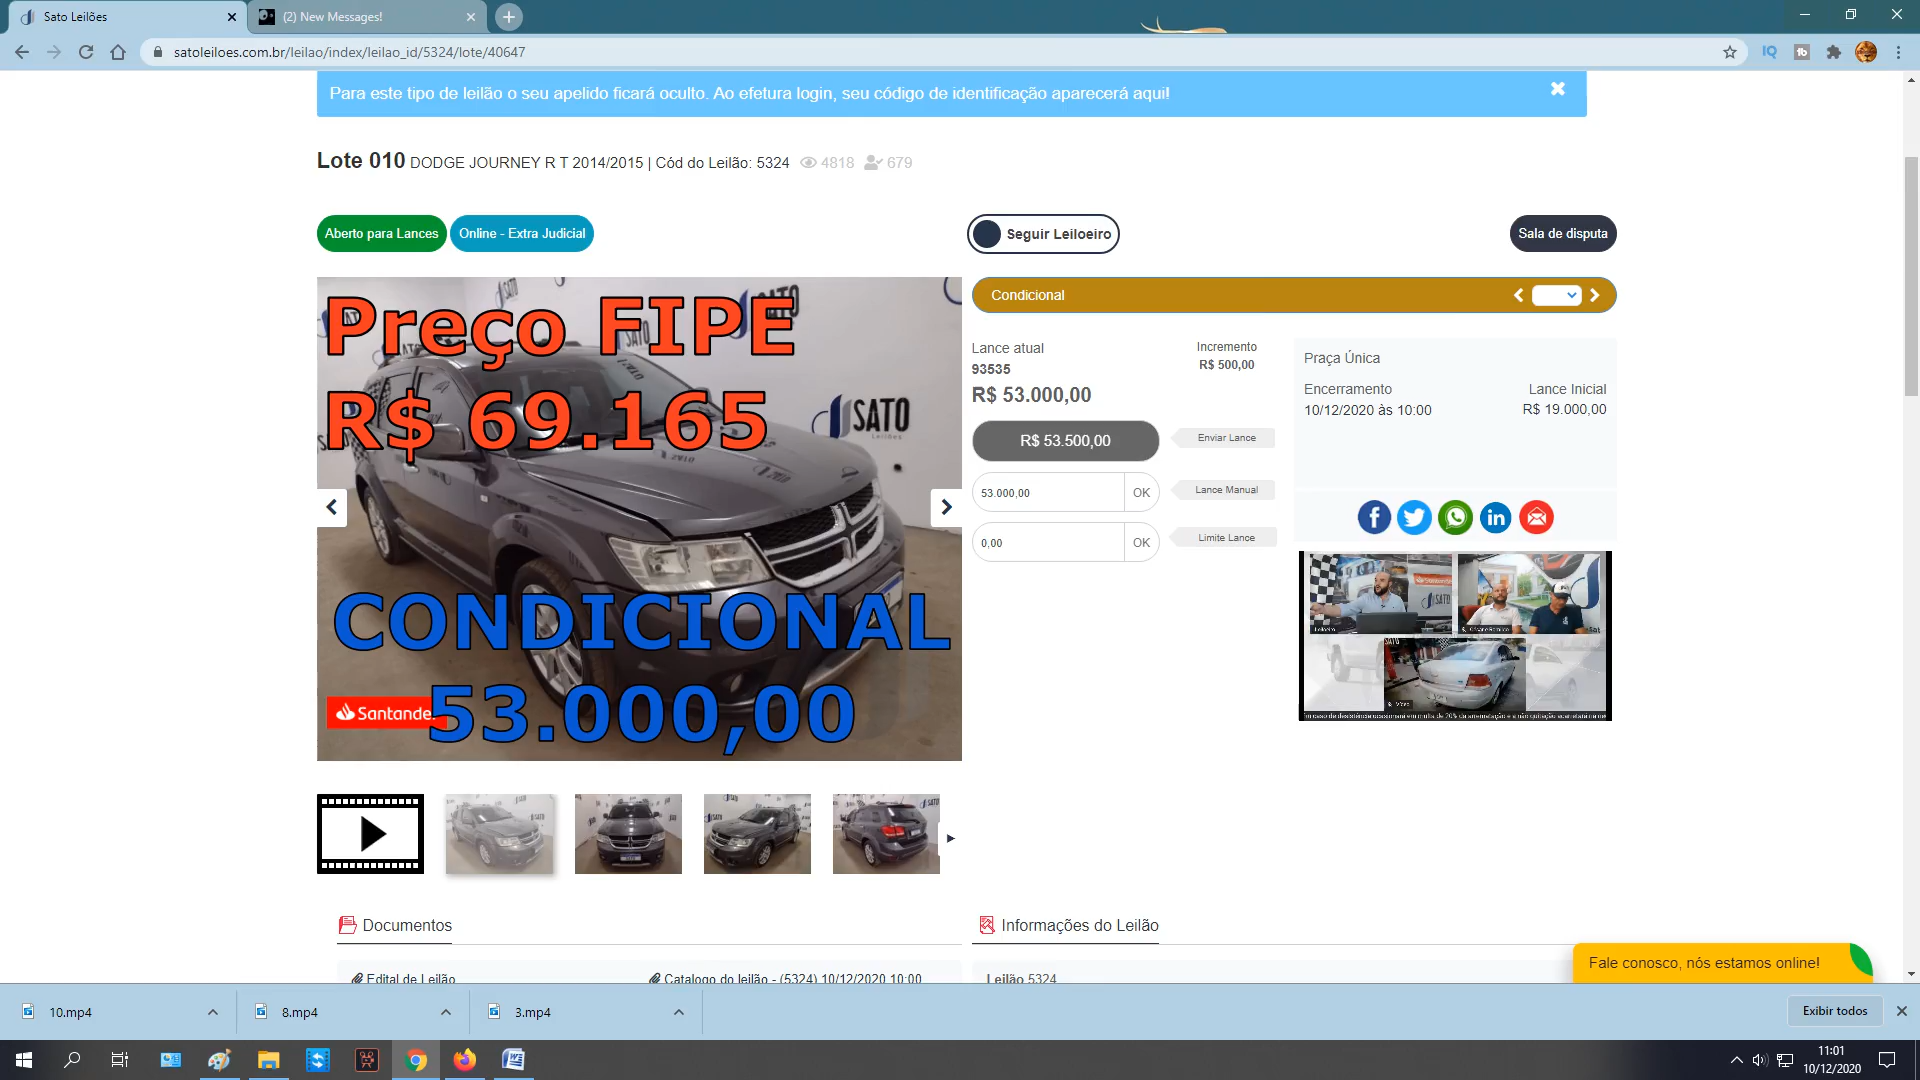 Sato Leilões
(2) New Messages!
satoleiloes.com.br/leilao/index/leilao_id/5324/lote/40647
Para este tipo de leilão o seu apelido ficará oculto. Ao efetura login, seu código de identificação aparecerá aqui!
Lote 010 DODGE JOURNEY R T 2014/2015 | Cód do Leilão: 5324 4818 679
Aberto para Lances
Online - Extra Judicial
Seguir Leiloeiro
Sala de disputa
Preço FIPE
R$ 69.165
SATO
Leilões
CONDICIONAL
53.000,00
Santander
Condicional
Lance atual
93535
R$ 53.000,00
Incremento
R$ 500,00
R$ 53.500,00
Enviar Lance
53.000,00
OK
Lance Manual
0,00
OK
Limite Lance
Praça Única
Encerramento
10/12/2020 às 10:00
Lance Inicial
R$ 19.000,00
Leiloeiro
Vídeo
Documentos
Informações do Leilão
Edital de Leilão
Catalogo do leilão - (5324) 10/12/2020 10:00
Leilão 5324
Fale conosco, nós estamos online!
10.mp4
8.mp4
3.mp4
Exibir todos
11:01
10/12/2020